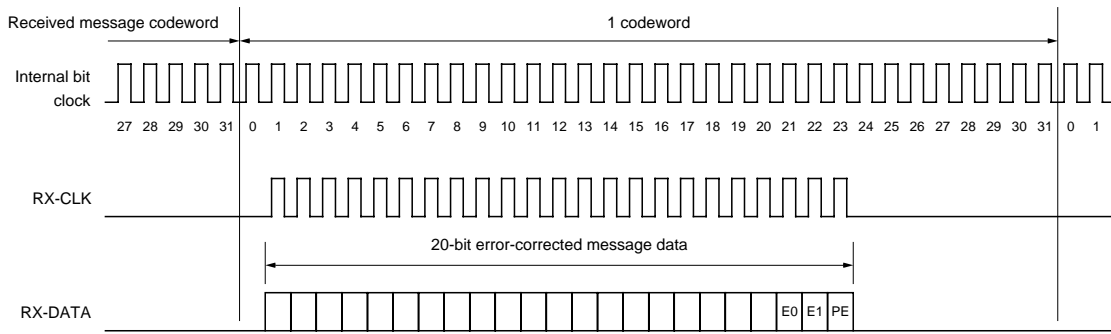 Received message codeword
1 codeword
Internal bit
clock
27 28 29 30 31 0 1 2 3 4 5 6 7 8 9 10 11 12 13 14 15 16 17 18 19 20 21 22 23 24 25 26 27 28 29 30 31 0 1
RX-CLK
20-bit error-corrected message data
RX-DATA
E0 E1 PE